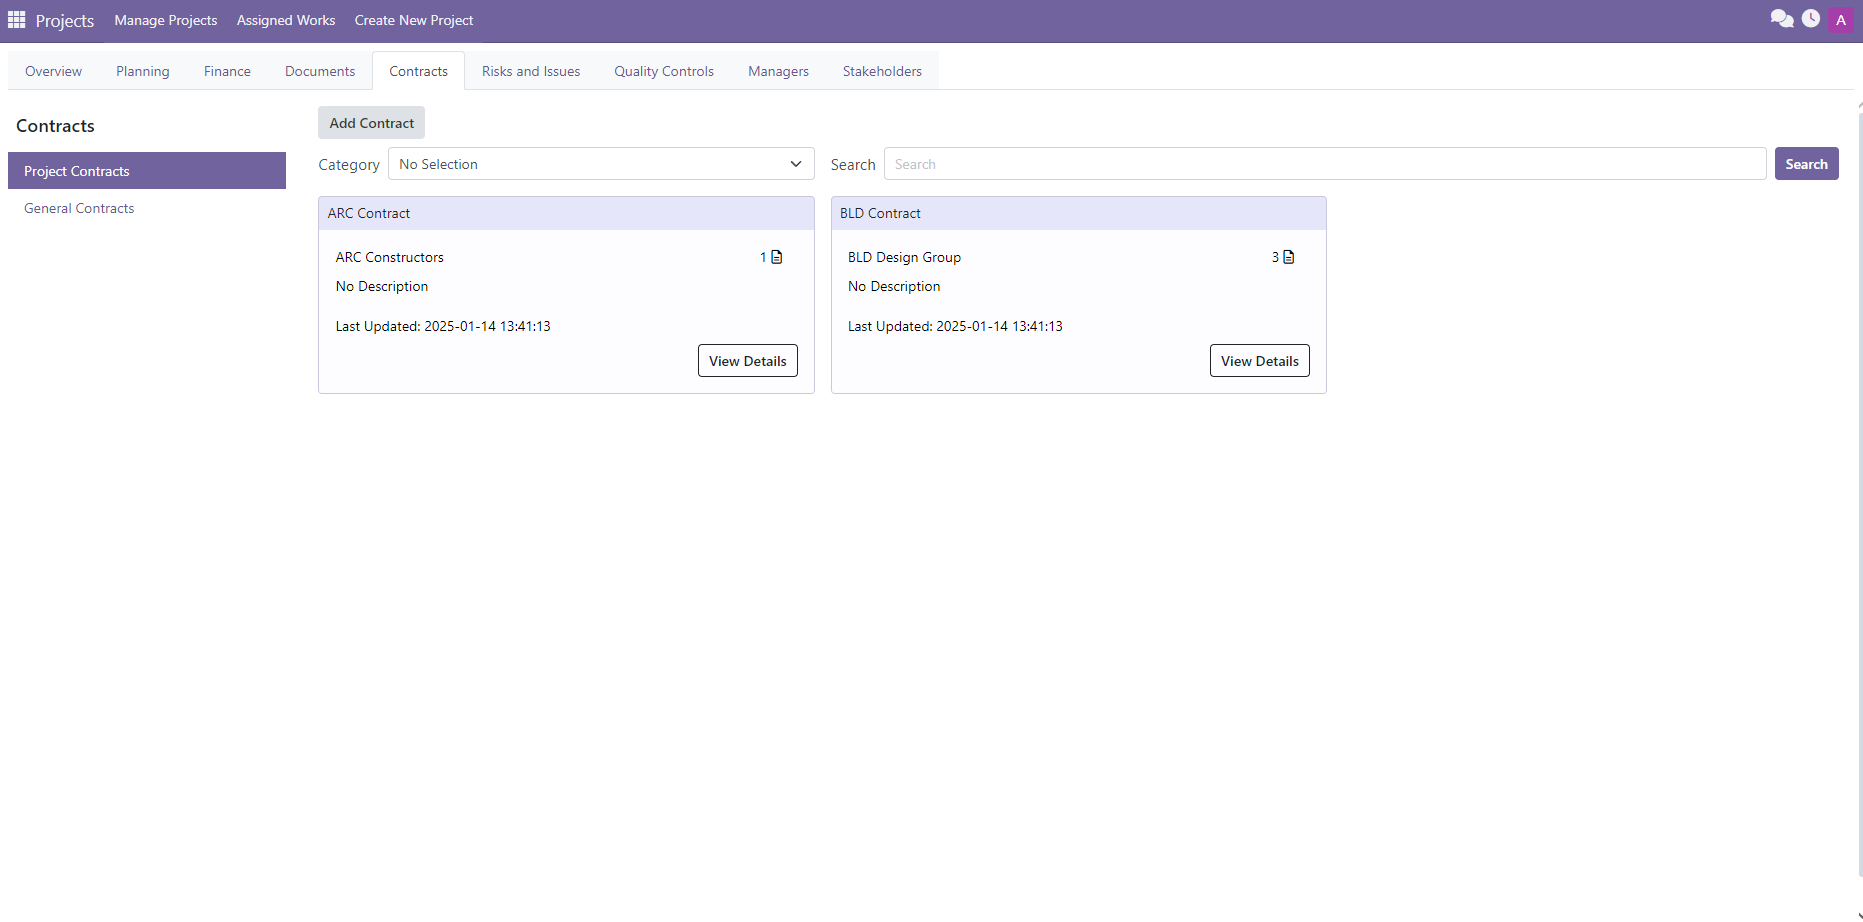 Projects Manage Projects Assigned Works Create New Project A
Overview Planning Finance Documents Contracts Risks and Issues Quality Controls Managers Stakeholders
Contracts
Project Contracts
General Contracts
Add Contract
Category No Selection Search Search Search
ARC Contract
ARC Constructors 1
No Description
Last Updated: 2025-01-14 13:41:13
View Details
BLD Contract
BLD Design Group 3
No Description
Last Updated: 2025-01-14 13:41:13
View Details